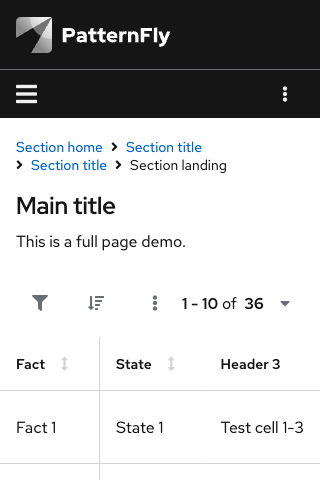 PatternFly
Section home > Section title
> Section title > Section landing
Main title
This is a full page demo.
1 - 10 of 36
Fact State Header 3
Fact 1 State 1 Test cell 1-3